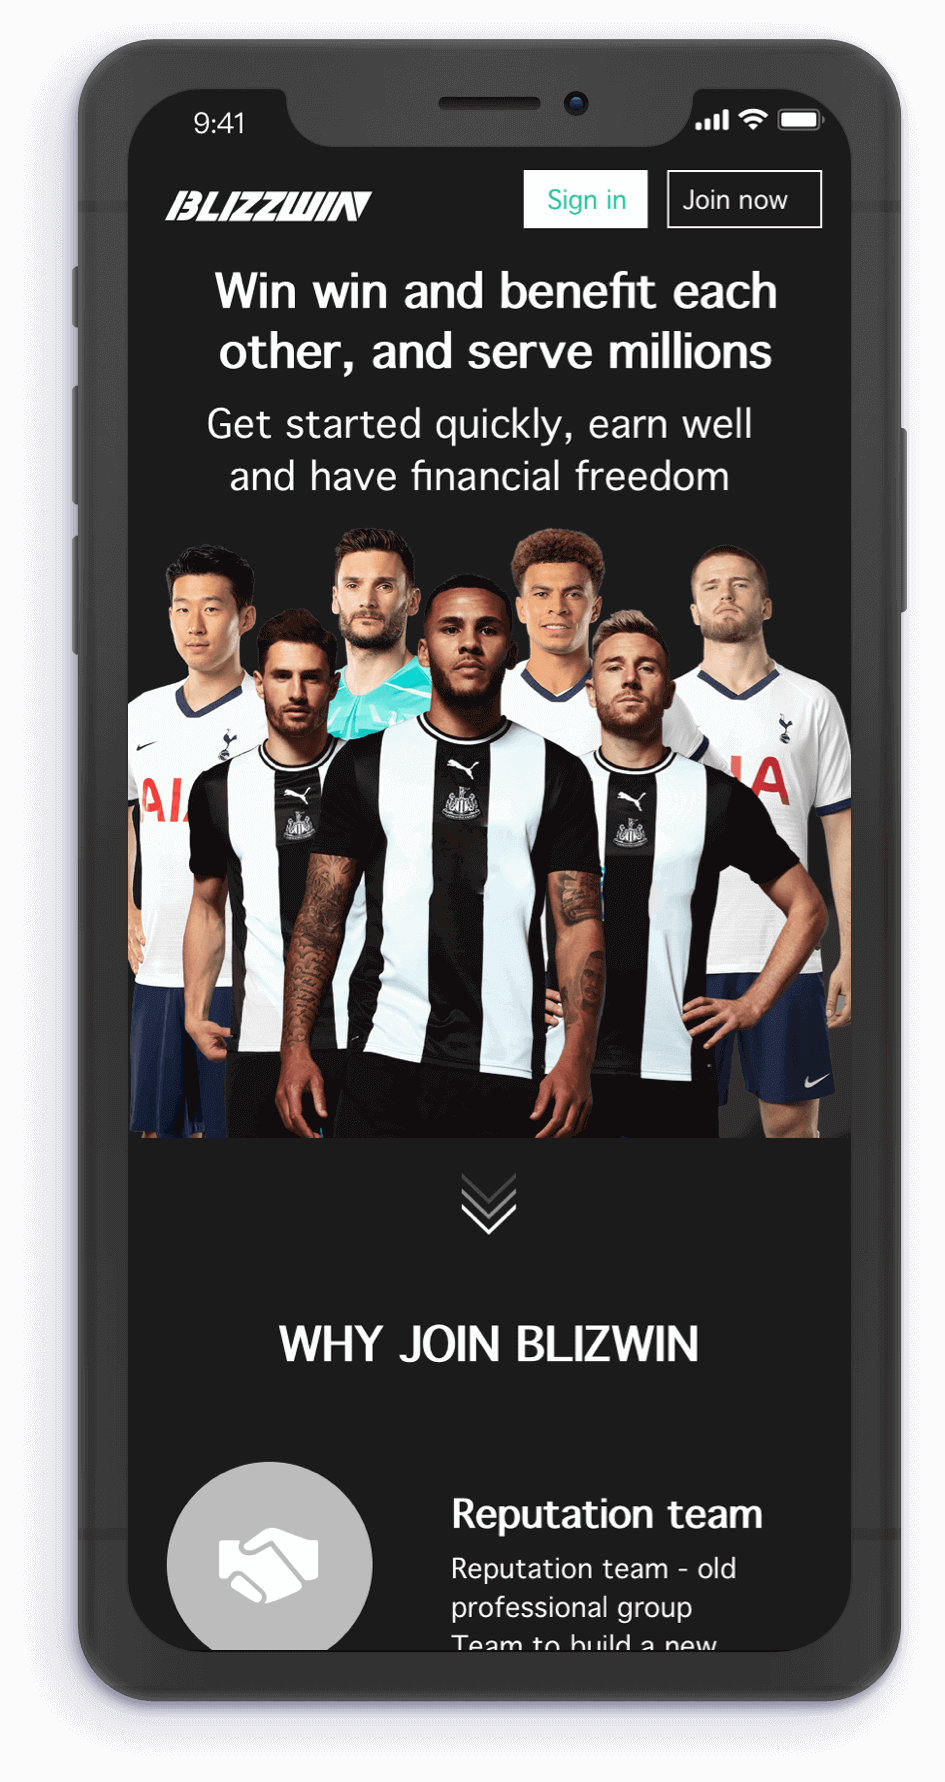 9:41
BLIZZWIN
Sign in
Join now
Win win and benefit each
other, and serve millions
Get started quickly, earn well
and have financial freedom
AIA
IA
WHY JOIN BLIZWIN
Reputation team
Reputation team - old
professional group
Team to build a new